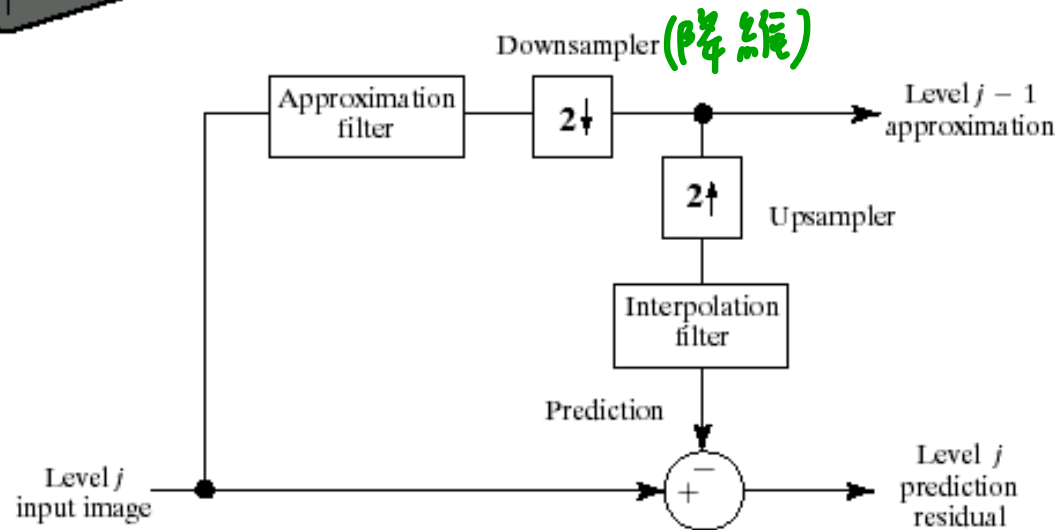 Downsampler(降維)
Approximation
filter
2↓
Level j − 1
approximation
2↑
Upsampler
Interpolation
filter
Prediction
Level j
input image
−
+
Level j
prediction
residual